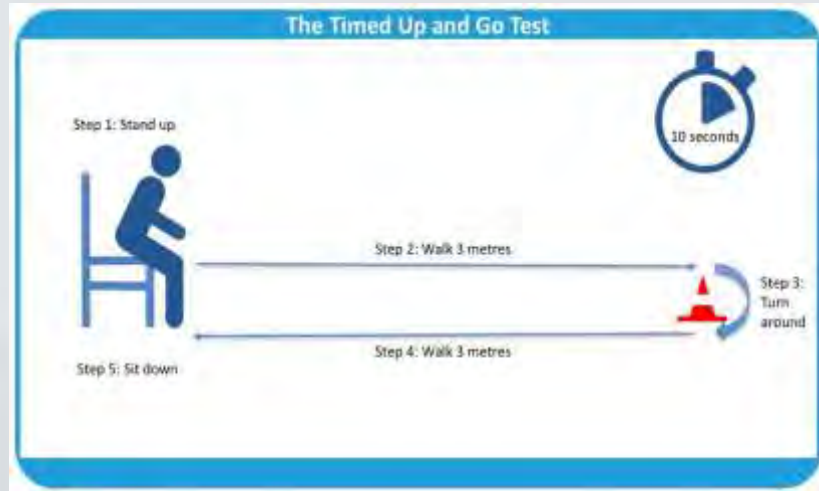 The Timed Up and Go Test
10 seconds
Step 1: Stand up
Step 2: Walk 3 metres
Step 3:
Turn
around
Step 4: Walk 3 metres
Step 5: Sit down